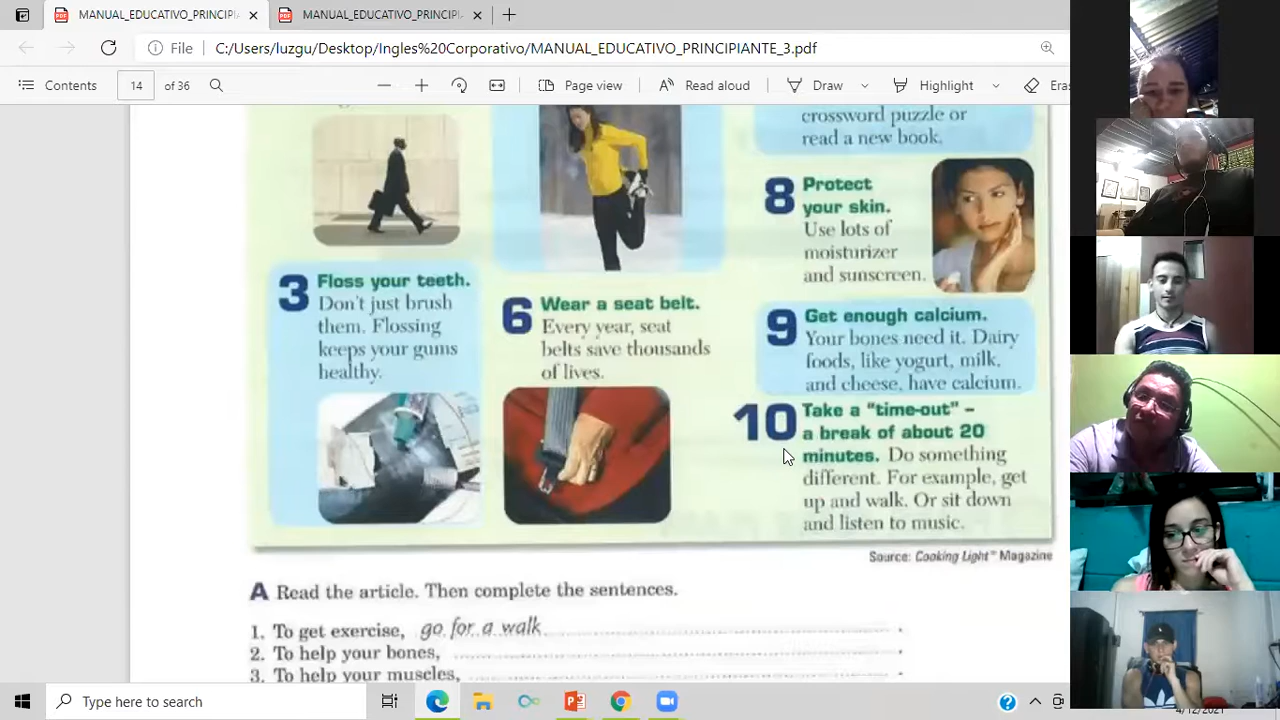 MANUAL_EDUCATIVO_PRINCIPI
MANUAL_EDUCATIVO_PRINCIPI
File
C:/Users/luzgu/Desktop/Ingles%20Corporativo/MANUAL_EDUCATIVO_PRINCIPIANTE_3.pdf
Contents
14
of 36
Page view
Read aloud
Draw
Highlight
Eras
3 Floss your teeth.
Don't just brush
them. Flossing
keeps your gums
healthy.
6 Wear a seat belt.
Every year, seat
belts save thousands
of lives.
crossword puzzle or
read a new book.
8 Protect
your skin.
Use lots of
moisturizer
and sunscreen.
9 Get enough calcium.
Your bones need it. Dairy
foods, like yogurt, milk,
and cheese, have calcium.
10 Take a “time-out” –
a break of about 20
minutes. Do something
different. For example, get
up and walk. Or sit down
and listen to music.
Source: Cooking Light™ Magazine
A Read the article. Then complete the sentences.
1. To get exercise, go for a walk.
2. To help your bones,
3. To help your muscles,
Type here to search
4/12/2021